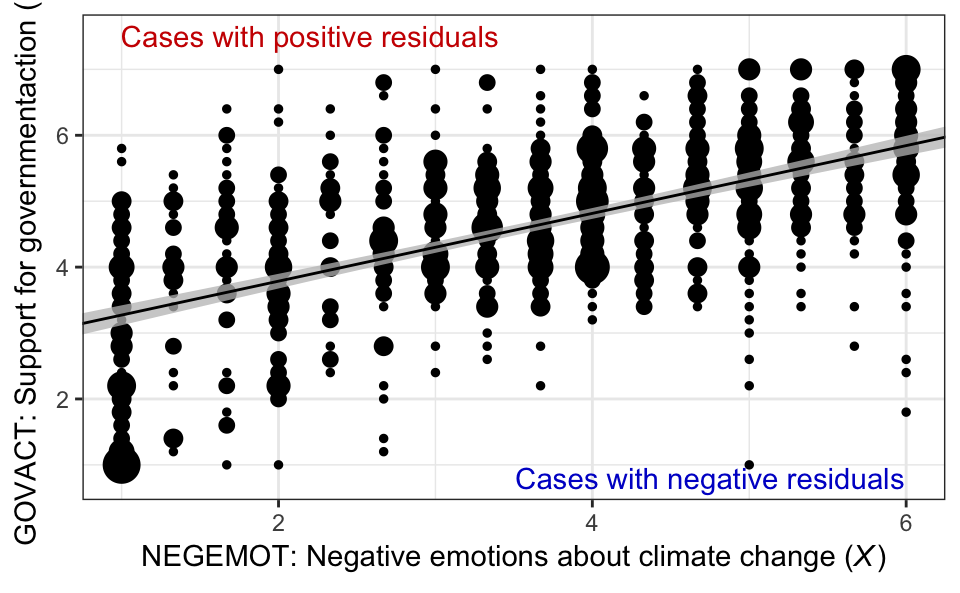 Cases with positive residuals
GOVACT: Support for governmentaction (
6
4
2
Cases with negative residuals
2 4 6
NEGEMOT: Negative emotions about climate change (X)